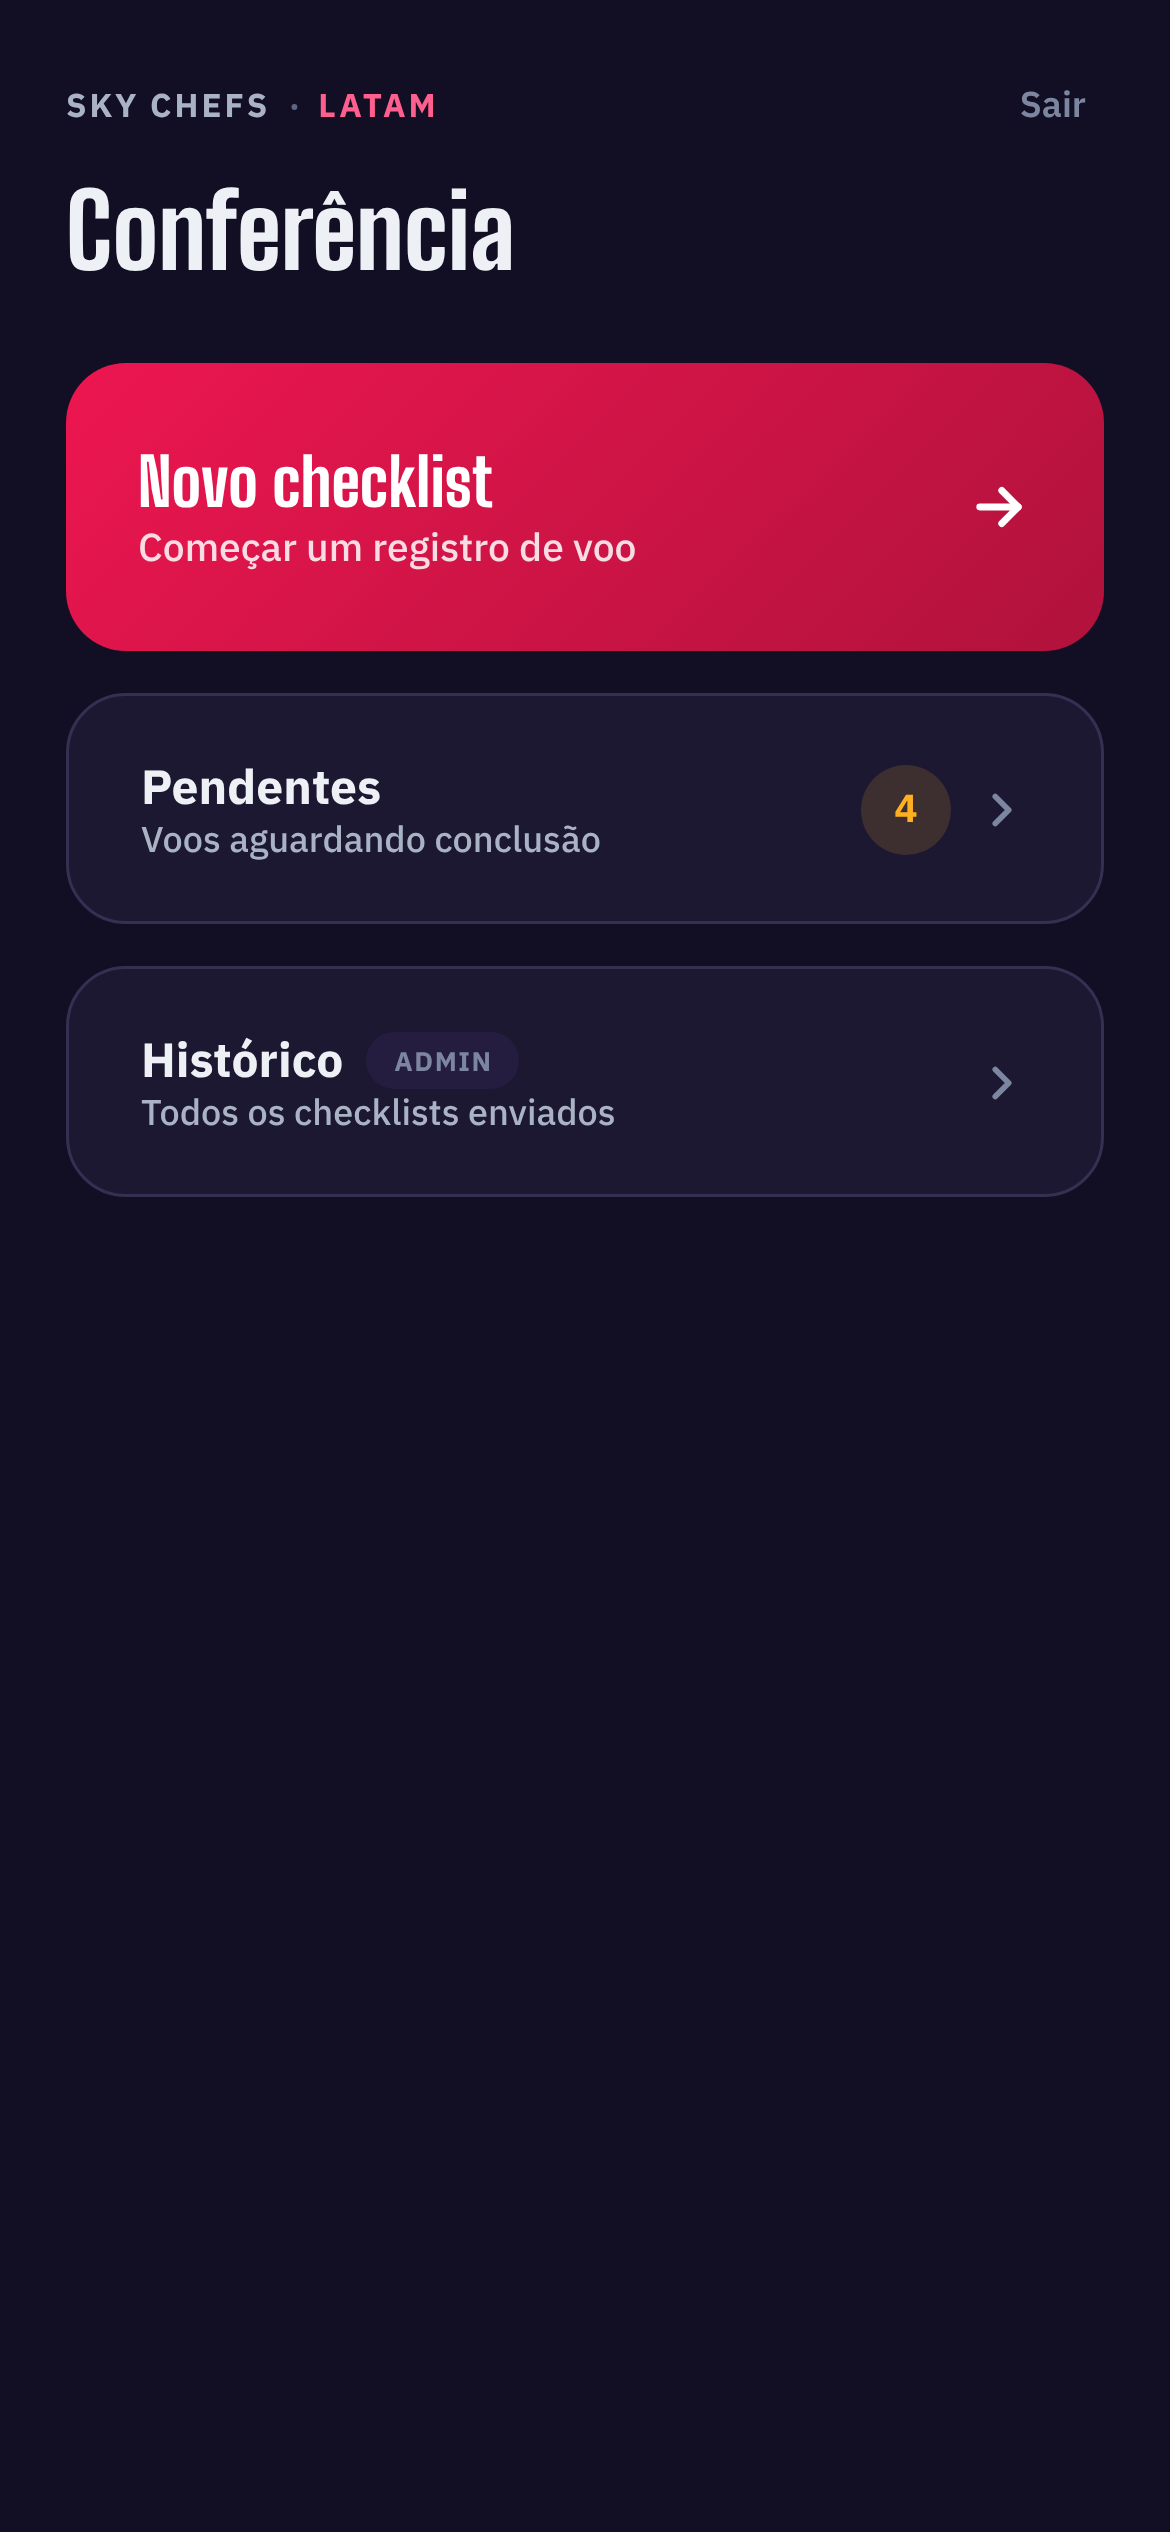 SKY CHEFS · LATAM
Sair
Conferência
Novo checklist
Começar um registro de voo
Pendentes
Voos aguardando conclusão
4
Histórico ADMIN
Todos os checklists enviados